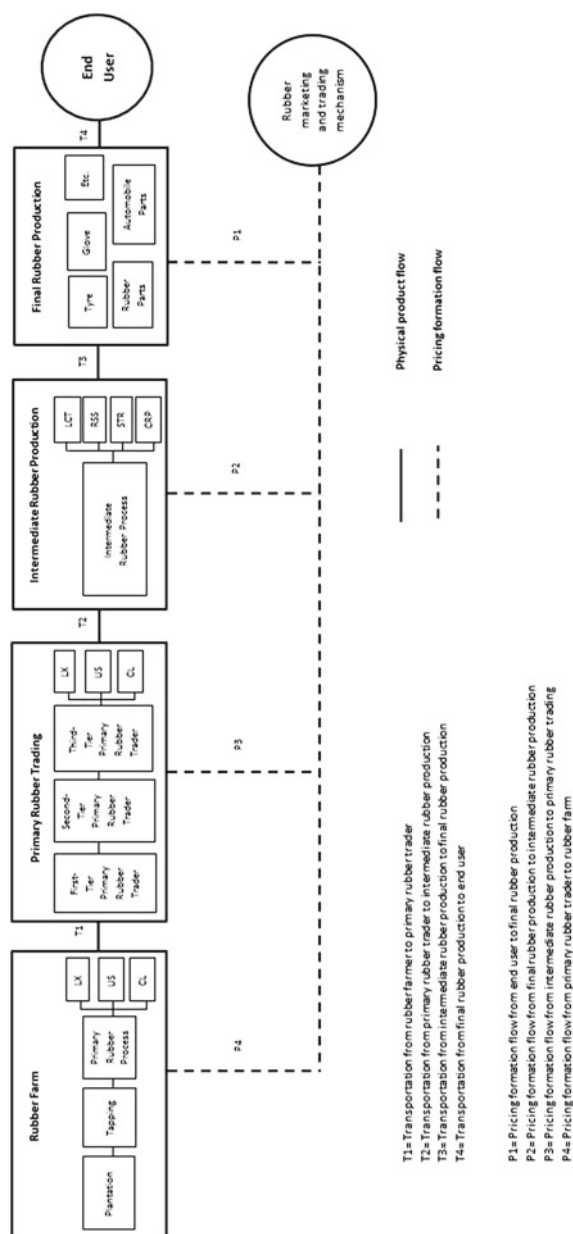 Rubber Farm
Plantation
Tapping
Primary
Rubber
Process
LX
US
CL
T1
Primary Rubber Trading
First-
Tier
Primary
Rubber
Trader
Second-
Tier
Primary
Rubber
Trader
Third-
Tier
Primary
Rubber
Trader
LX
US
CL
T2
Intermediate Rubber Production
Intermediate
Rubber Process
LCT
RSS
STR
CRP
T3
Final Rubber Production
Tyre
Glove
Etc.
Rubber
Parts
Automobile
Parts
T4
End
User
P4
P3
P2
P1
Rubber
marketing
and trading
mechanism
T1= Transportation from rubber farmer to primary rubber trader
T2= Transportation from primary rubber trader to intermediate rubber production
T3= Transportation from intermediate rubber production to final rubber production
T4= Transportation from final rubber production to end user
P1= Pricing formation flow from end user to final rubber production
P2= Pricing formation flow from final rubber production to intermediate rubber production
P3= Pricing formation flow from intermediate rubber production to primary rubber trading
P4= Pricing formation flow from primary rubber trader to rubber farm
Physical product flow
Pricing formation flow